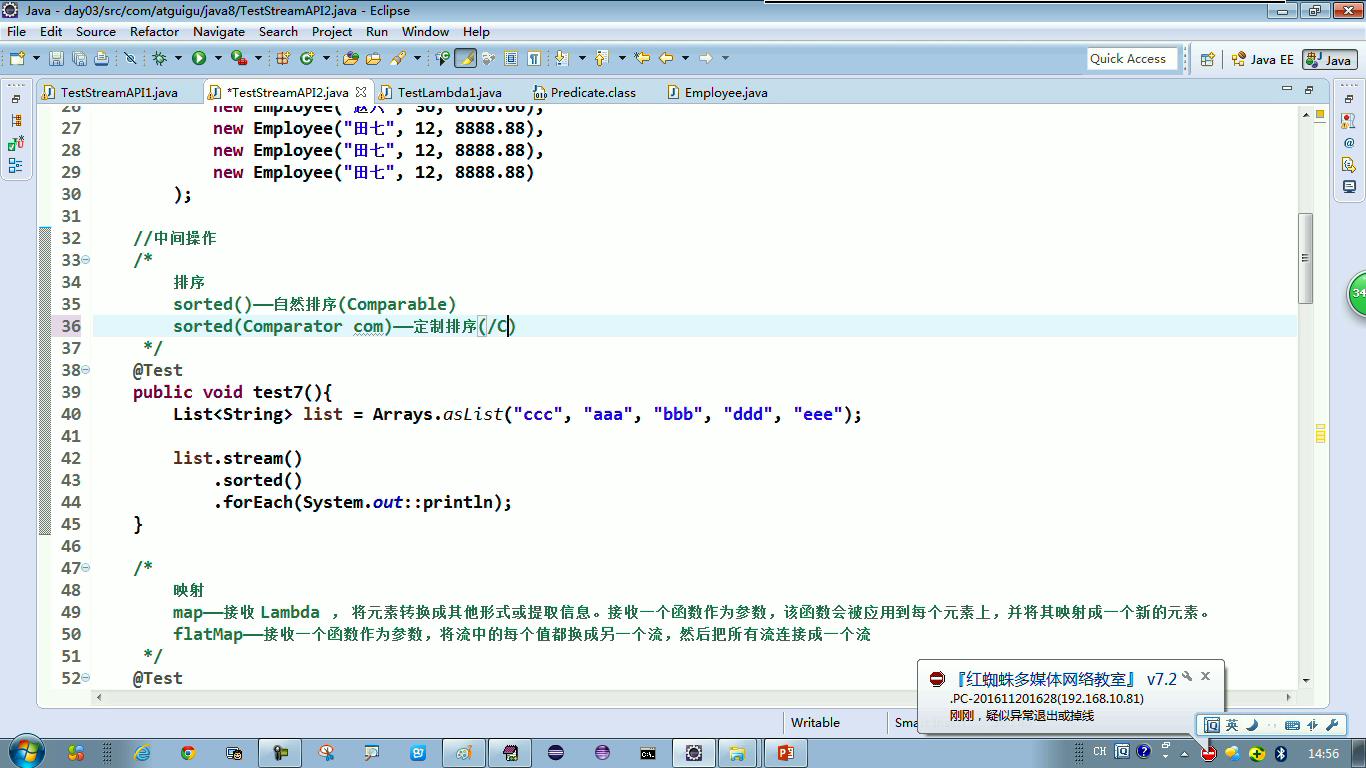 Java - day03/src/com/atguigu/java8/TestStreamAPI2.java - Eclipse
File Edit Source Refactor Navigate Search Project Run Window Help
Quick Access Java EE Java
TestStreamAPI1.java *TestStreamAPI2.java TestLambda1.java Predicate.class Employee.java
26 new Employee("赵六", 36, 6666.66),
27 new Employee("田七", 12, 8888.88),
28 new Employee("田七", 12, 8888.88),
29 new Employee("田七", 12, 8888.88)
30 );
31
32 //中间操作
33 /*
34 排序
35 sorted()——自然排序(Comparable)
36 sorted(Comparator com)——定制排序(/C)
37 */
38 @Test
39 public void test7(){
40 List<String> list = Arrays.asList("ccc", "aaa", "bbb", "ddd", "eee");
41
42 list.stream()
43 .sorted()
44 .forEach(System.out::println);
45 }
46
47 /*
48 映射
49 map——接收 Lambda ， 将元素转换成其他形式或提取信息。接收一个函数作为参数，该函数会被应用到每个元素上，并将其映射成一个新的元素。
50 flatMap——接收一个函数作为参数，将流中的每个值都换成另一个流，然后把所有流连接成一个流
51 */
52 @Test
34
『红蜘蛛多媒体网络教室』 v7.2
.PC-201611201628(192.168.10.81)
刚刚，疑似异常退出或掉线
Writable
英
CH
14:56